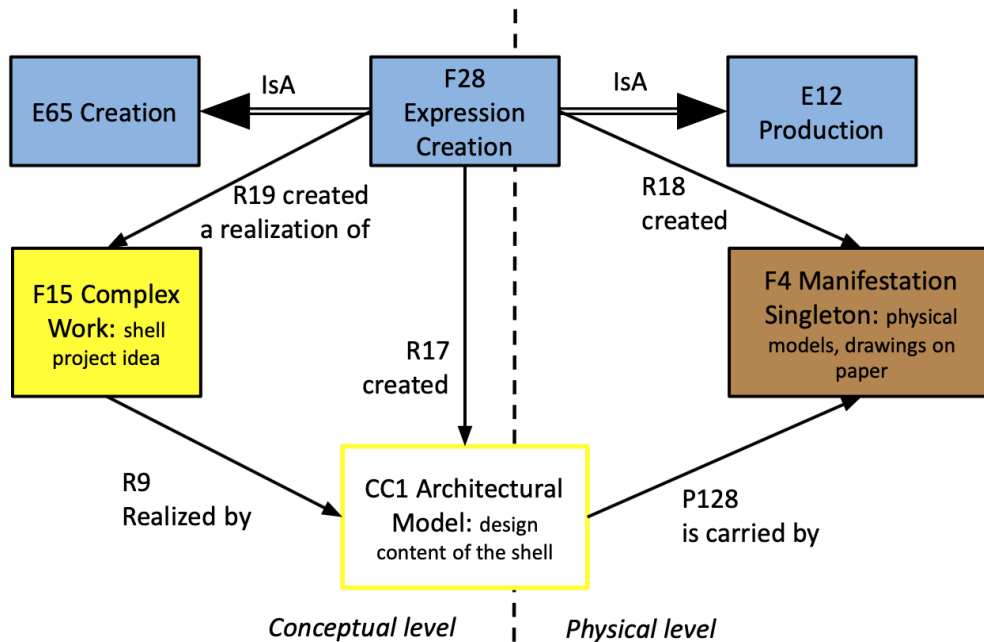 E65 Creation
IsA
F28
Expression
Creation
IsA
E12
Production
R19 created
a realization of
R18
created
F15 Complex
Work: shell
project idea
R17
created
F4 Manifestation
Singleton: physical
models, drawings on
paper
R9
Realized by
CC1 Architectural
Model: design
content of the shell
P128
is carried by
Conceptual level
Physical level